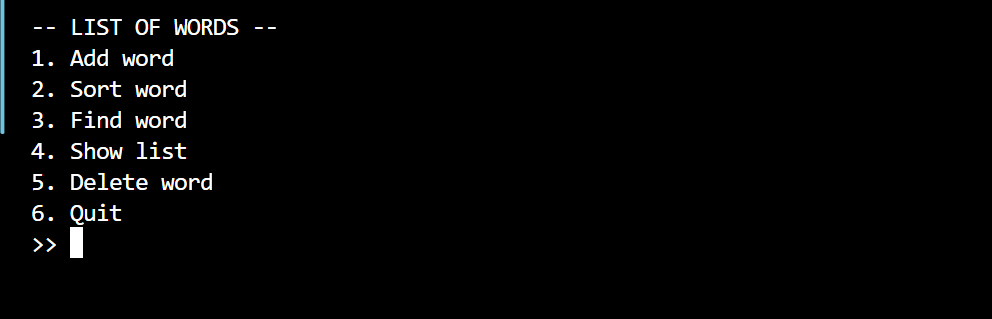 -- LIST OF WORDS --
1. Add word
2. Sort word
3. Find word
4. Show list
5. Delete word
6. Quit
>>